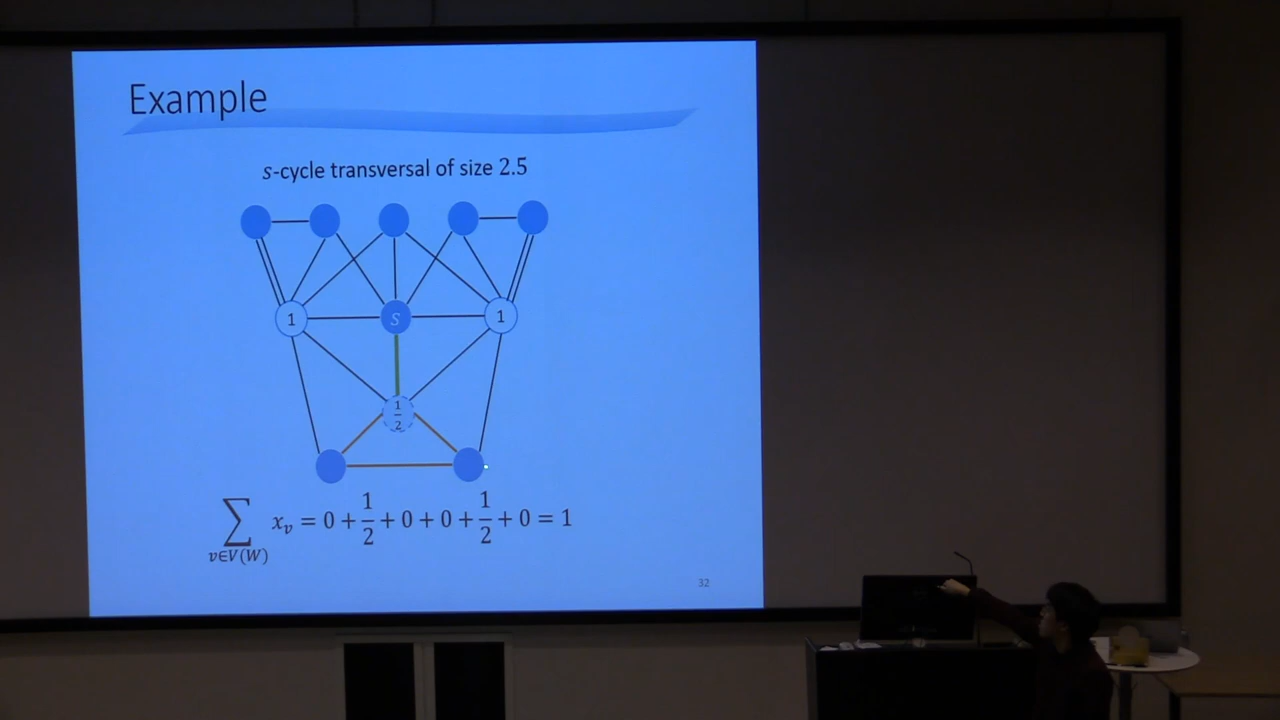 Example
s-cycle transversal of size 2.5
1 s 1
1/2
∑_{v∈V(W)} x_v = 0 + 1/2 + 0 + 0 + 1/2 + 0 = 1
32